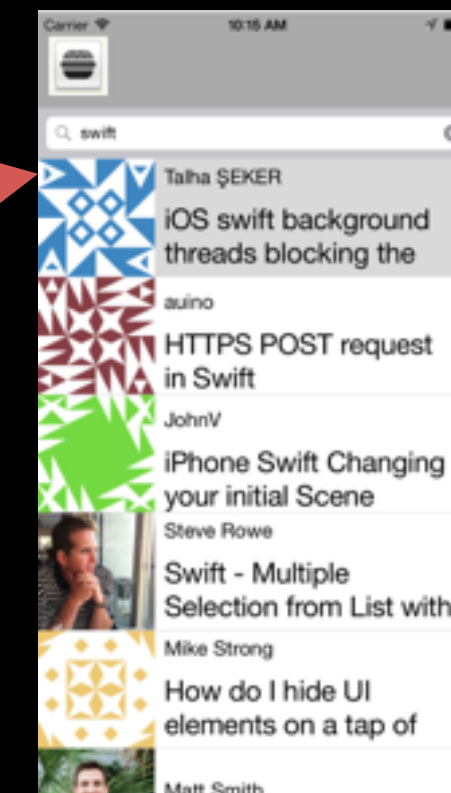 Carrier
10:15 AM
swift
Talha ŞEKER
iOS swift background
threads blocking the
auino
HTTPS POST request
in Swift
JohnV
iPhone Swift Changing
your initial Scene
Steve Rowe
Swift - Multiple
Selection from List with
Mike Strong
How do I hide UI
elements on a tap of
Matt Smith